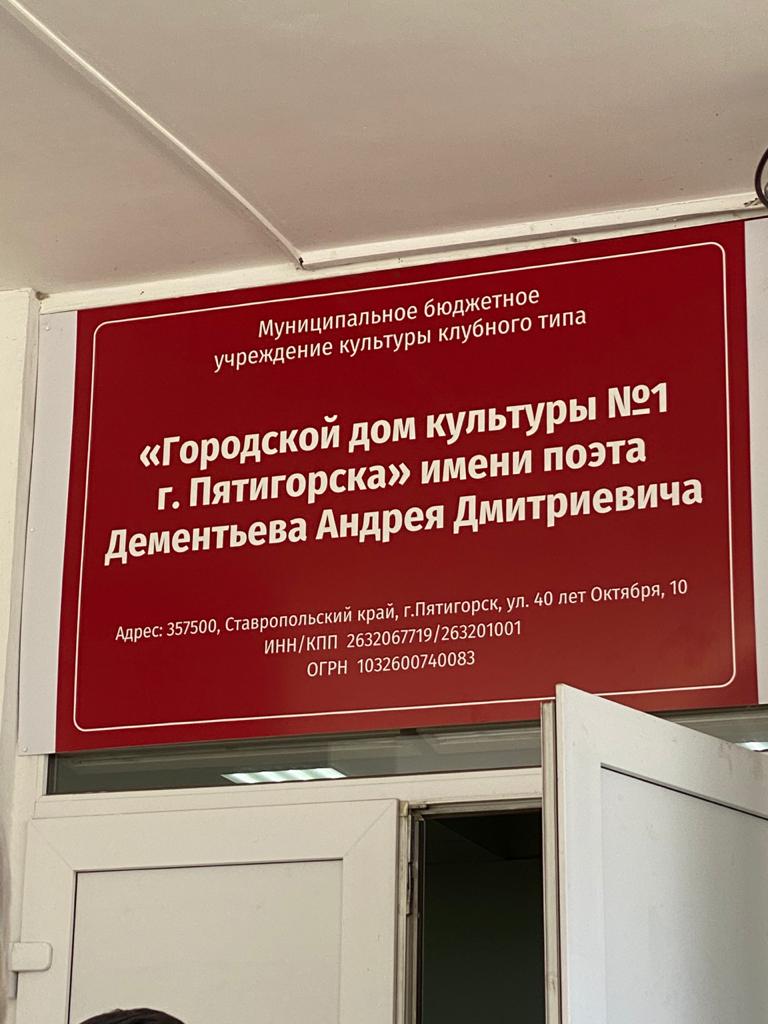 Муниципальное бюджетное
учреждение культуры клубного типа
«Городской дом культуры №1
г. Пятигорска» имени поэта
Дементьева Андрея Дмитриевича
Адрес: 357500, Ставропольский край, г.Пятигорск, ул. 40 лет Октября, 10
ИНН/КПП 2632067719/263201001
ОГРН 1032600740083